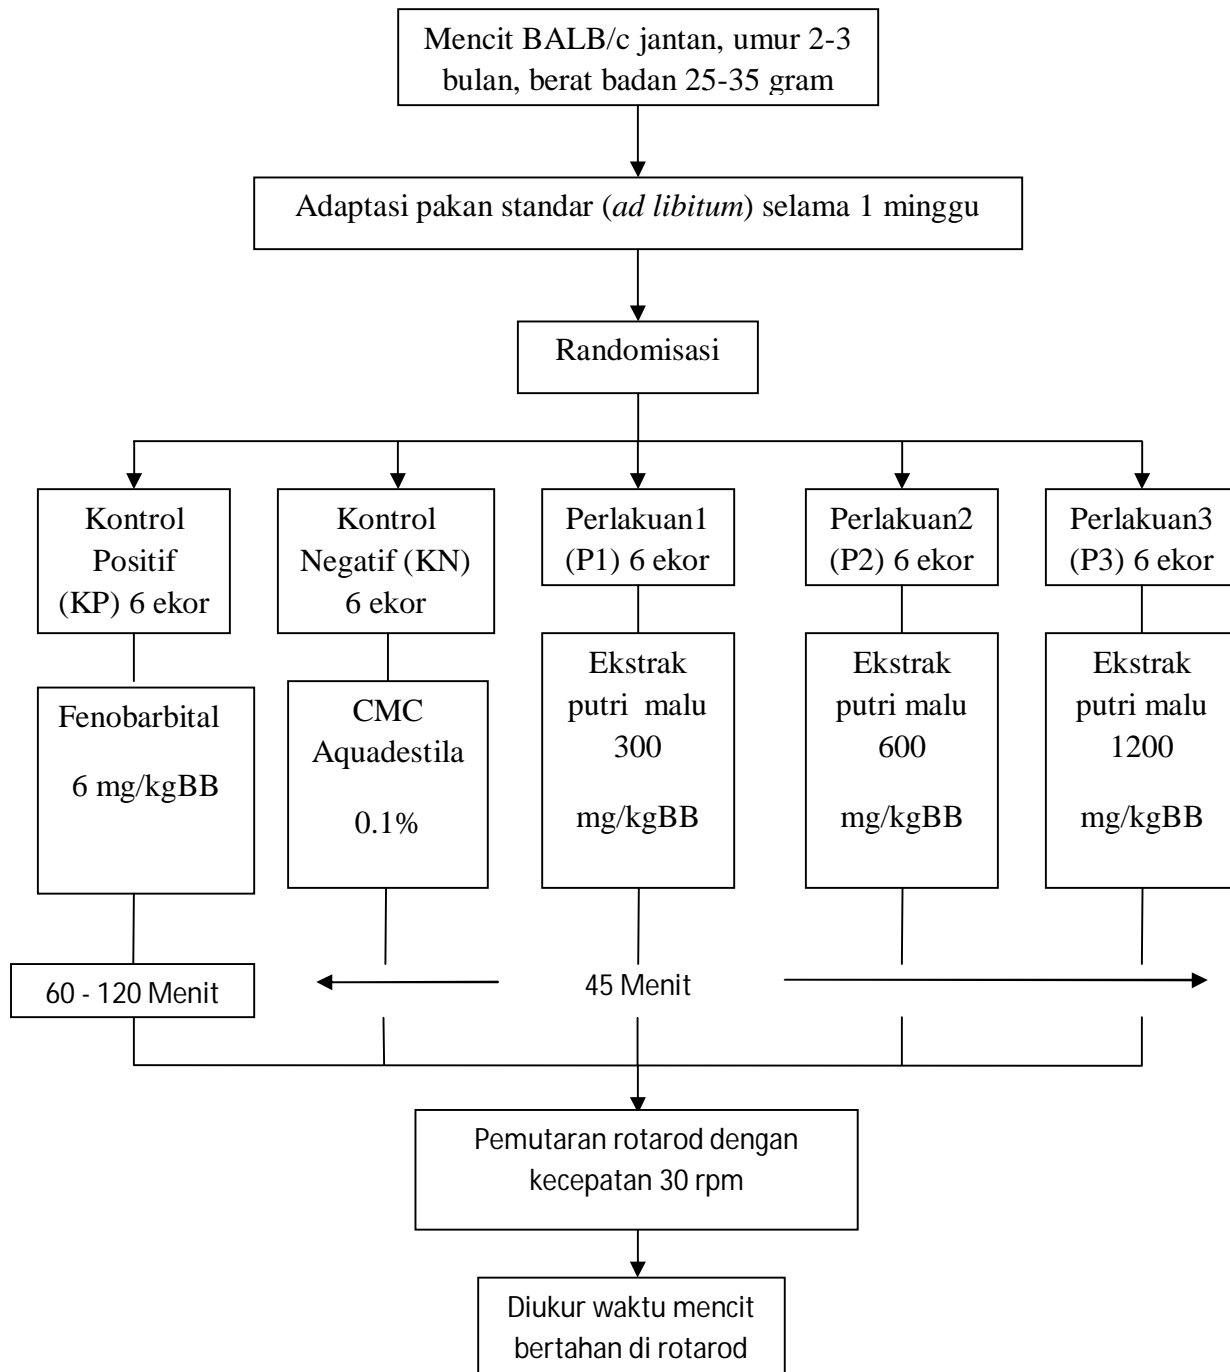 Mencit BALB/c jantan, umur 2-3
bulan, berat badan 25-35 gram
Adaptasi pakan standar (ad libitum) selama 1 minggu
Randomisasi
Kontrol
Positif
(KP) 6 ekor
Kontrol
Negatif (KN)
6 ekor
Perlakuan1
(P1) 6 ekor
Perlakuan2
(P2) 6 ekor
Perlakuan3
(P3) 6 ekor
Fenobarbital
6 mg/kgBB
CMC
Aquadestila
0.1%
Ekstrak
putri malu
300
mg/kgBB
Ekstrak
putri malu
600
mg/kgBB
Ekstrak
putri malu
1200
mg/kgBB
60 - 120 Menit
45 Menit
Pemutaran rotarod dengan
kecepatan 30 rpm
Diukur waktu mencit
bertahan di rotarod